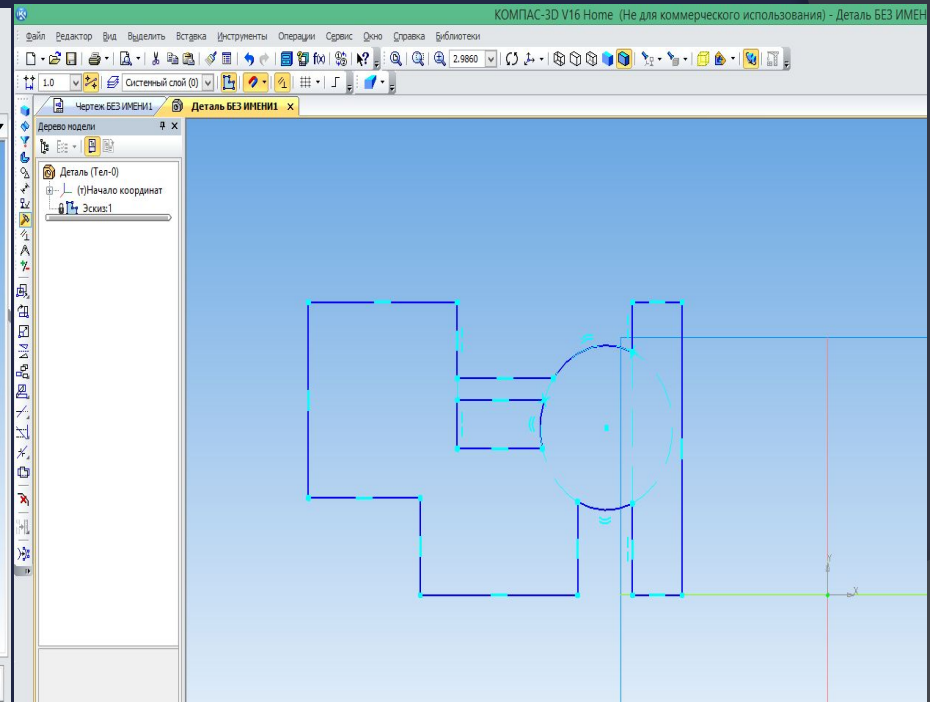 КОМПАС-3D V16 Home (Не для коммерческого использования) - Деталь БЕЗ ИМЕН
Файл Редактор Вид Выделить Вставка Инструменты Операции Сервис Окно Справка Библиотеки
2.9860
1.0 Системный слой (0)
Чертеж БЕЗ ИМЕНИ1 Деталь БЕЗ ИМЕНИ1
Дерево модели
Деталь (Тел-0)
(т)Начало координат
Эскиз:1
Y
X